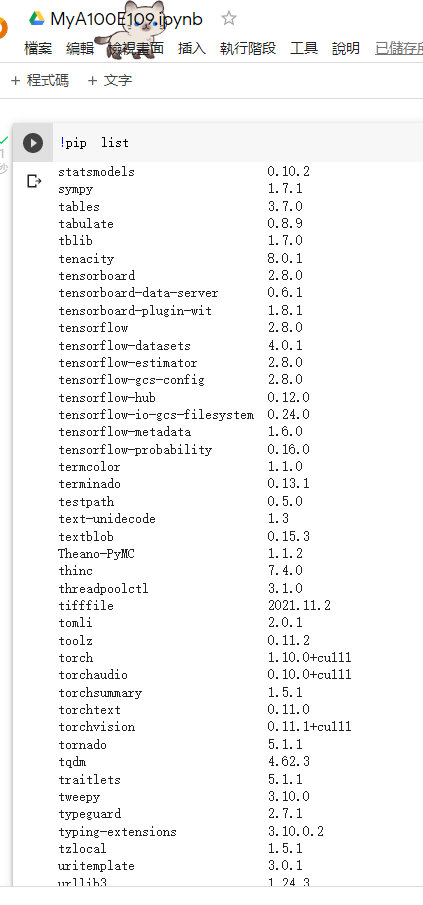 MyA100E109.ipynb
檔案 編輯 檢視畫面 插入 執行階段 工具 說明 已儲存所
+ 程式碼 + 文字
!pip list
statsmodels 0.10.2
sympy 1.7.1
tables 3.7.0
tabulate 0.8.9
tblib 1.7.0
tenacity 8.0.1
tensorboard 2.8.0
tensorboard-data-server 0.6.1
tensorboard-plugin-wit 1.8.1
tensorflow 2.8.0
tensorflow-datasets 4.0.1
tensorflow-estimator 2.8.0
tensorflow-gcs-config 2.8.0
tensorflow-hub 0.12.0
tensorflow-io-gcs-filesystem 0.24.0
tensorflow-metadata 1.6.0
tensorflow-probability 0.16.0
termcolor 1.1.0
terminado 0.13.1
testpath 0.5.0
text-unidecode 1.3
textblob 0.15.3
Theano-PyMC 1.1.2
thinc 7.4.0
threadpoolctl 3.1.0
tifffile 2021.11.2
tomli 2.0.1
toolz 0.11.2
torch 1.10.0+cu111
torchaudio 0.10.0+cu111
torchsummary 1.5.1
torchtext 0.11.0
torchvision 0.11.1+cu111
tornado 5.1.1
tqdm 4.62.3
traitlets 5.1.1
tweepy 3.10.0
typeguard 2.7.1
typing-extensions 3.10.0.2
tzlocal 1.5.1
uritemplate 3.0.1
urllib3 1.24.3